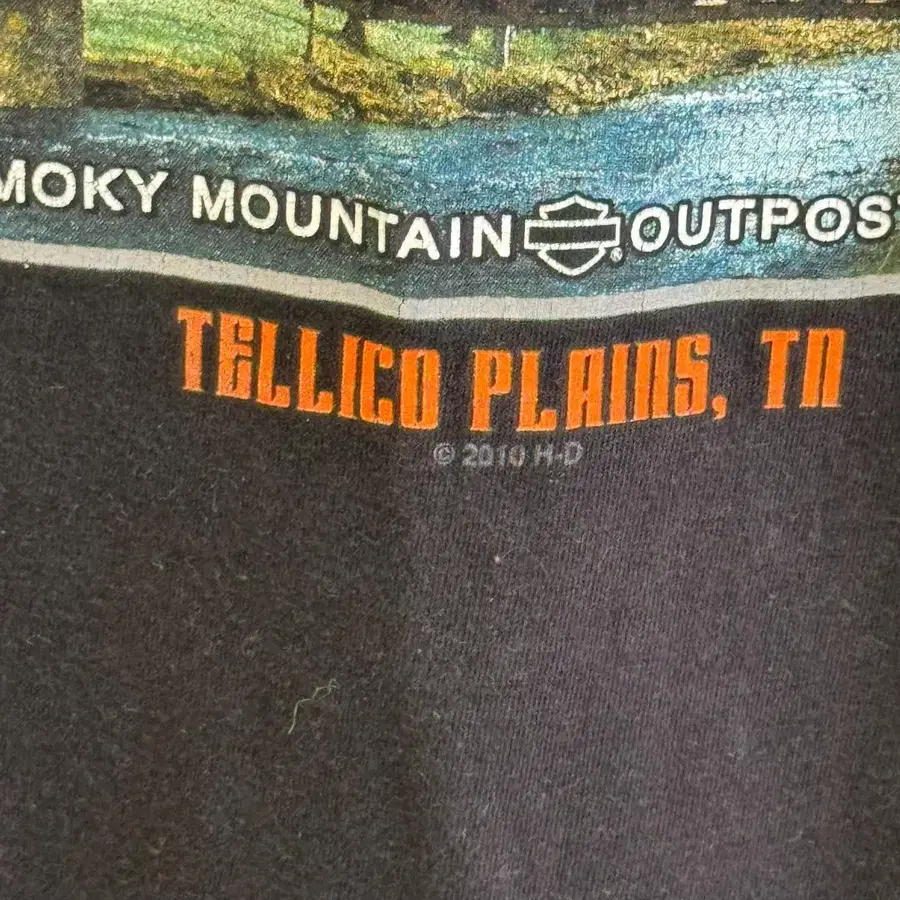 MOKY MOUNTAIN ® OUTPOST
TELLICO PLAINS, TN
© 2010 H-D